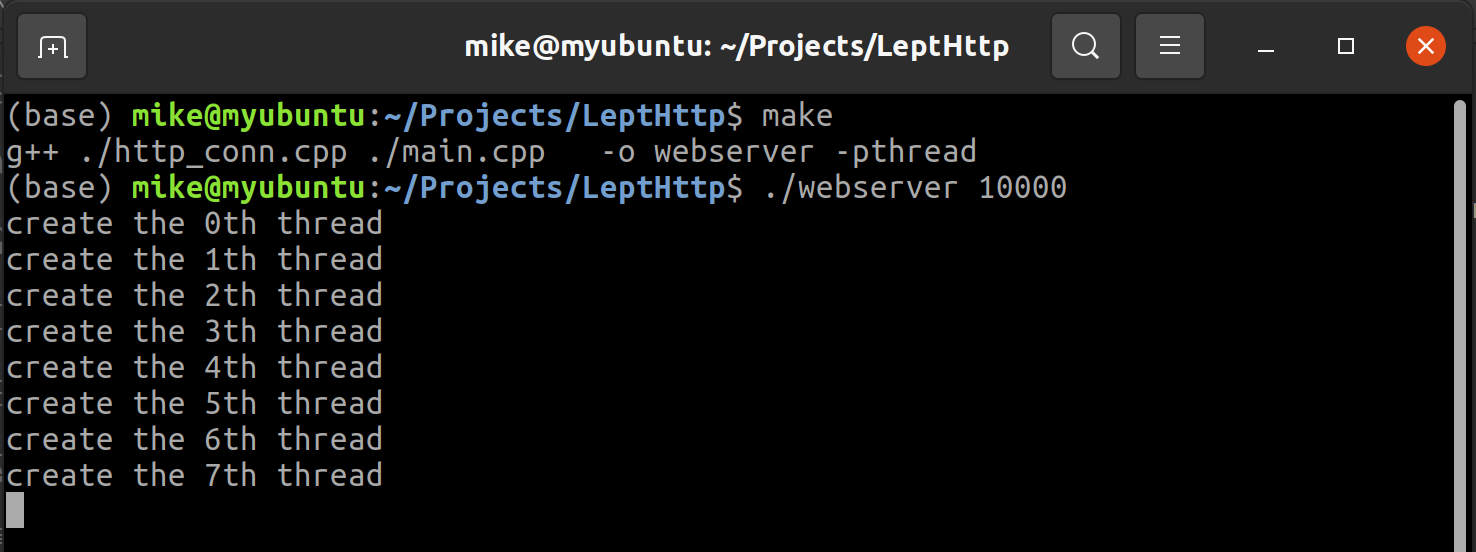 mike@myubuntu: ~/Projects/LeptHttp
(base) mike@myubuntu:~/Projects/LeptHttp$ make
g++ ./http_conn.cpp ./main.cpp   -o webserver -pthread
(base) mike@myubuntu:~/Projects/LeptHttp$ ./webserver 10000
create the 0th thread
create the 1th thread
create the 2th thread
create the 3th thread
create the 4th thread
create the 5th thread
create the 6th thread
create the 7th thread